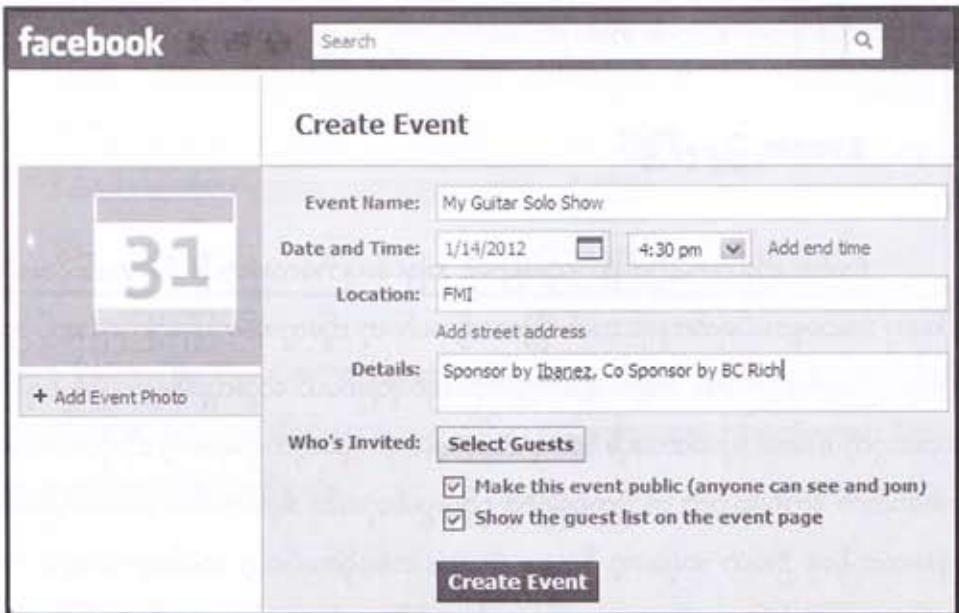 facebook Search
Create Event
31
+ Add Event Photo
Event Name: My Guitar Solo Show
Date and Time: 1/14/2012 4:30 pm Add end time
Location: FMI
Add street address
Details: Sponsor by Ibanez, Co Sponsor by BC Rich
Who's Invited: Select Guests
Make this event public (anyone can see and join)
Show the guest list on the event page
Create Event